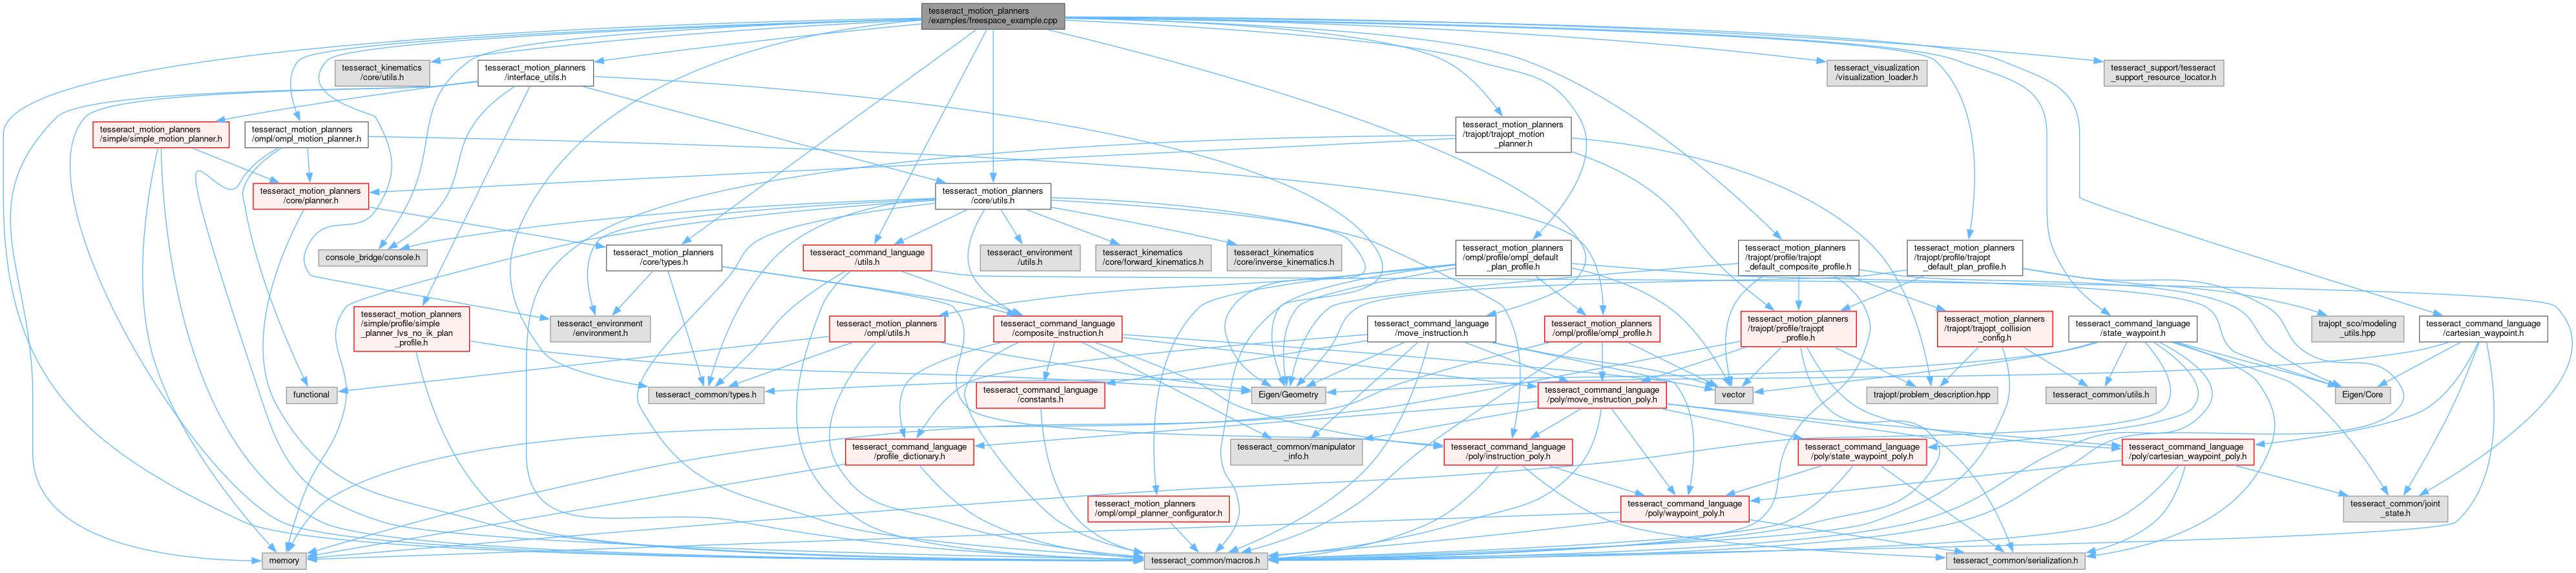 tesseract_motion_planners
/examples/freespace_example.cpp
tesseract_kinematics
/core/utils.h
tesseract_motion_planners
/interface_utils.h
tesseract_visualization
/visualization_loader.h
tesseract_support/tesseract
_support_resource_locator.h
tesseract_motion_planners
/simple/simple_motion_planner.h
tesseract_motion_planners
/ompl/ompl_motion_planner.h
tesseract_motion_planners
/trajopt/trajopt_motion
_planner.h
tesseract_motion_planners
/core/planner.h
tesseract_motion_planners
/core/utils.h
console_bridge/console.h
tesseract_motion_planners
/core/types.h
tesseract_command_language
/utils.h
tesseract_environment
/utils.h
tesseract_kinematics
/core/forward_kinematics.h
tesseract_kinematics
/core/inverse_kinematics.h
tesseract_motion_planners
/ompl/profile/ompl_default
_plan_profile.h
tesseract_motion_planners
/trajopt/profile/trajopt
_default_composite_profile.h
tesseract_motion_planners
/trajopt/profile/trajopt
_default_plan_profile.h
tesseract_motion_planners
/simple/profile/simple
_planner_lvs_no_ik_plan
_profile.h
tesseract_environment
/environment.h
tesseract_motion_planners
/ompl/utils.h
tesseract_command_language
/composite_instruction.h
tesseract_command_language
/move_instruction.h
tesseract_motion_planners
/ompl/profile/ompl_profile.h
tesseract_motion_planners
/trajopt/profile/trajopt
_profile.h
tesseract_motion_planners
/trajopt/trajopt_collision
_config.h
tesseract_command_language
/state_waypoint.h
trajopt_sco/modeling
_utils.hpp
tesseract_command_language
/cartesian_waypoint.h
functional
tesseract_common/types.h
tesseract_command_language
/constants.h
Eigen/Geometry
tesseract_command_language
/poly/move_instruction_poly.h
vector
trajopt/problem_description.hpp
tesseract_common/utils.h
Eigen/Core
tesseract_command_language
/profile_dictionary.h
tesseract_common/manipulator
_info.h
tesseract_command_language
/poly/instruction_poly.h
tesseract_command_language
/poly/state_waypoint_poly.h
tesseract_command_language
/poly/cartesian_waypoint_poly.h
tesseract_motion_planners
/ompl/ompl_planner_configurator.h
tesseract_command_language
/poly/waypoint_poly.h
tesseract_common/joint
_state.h
memory
tesseract_common/macros.h
tesseract_common/serialization.h